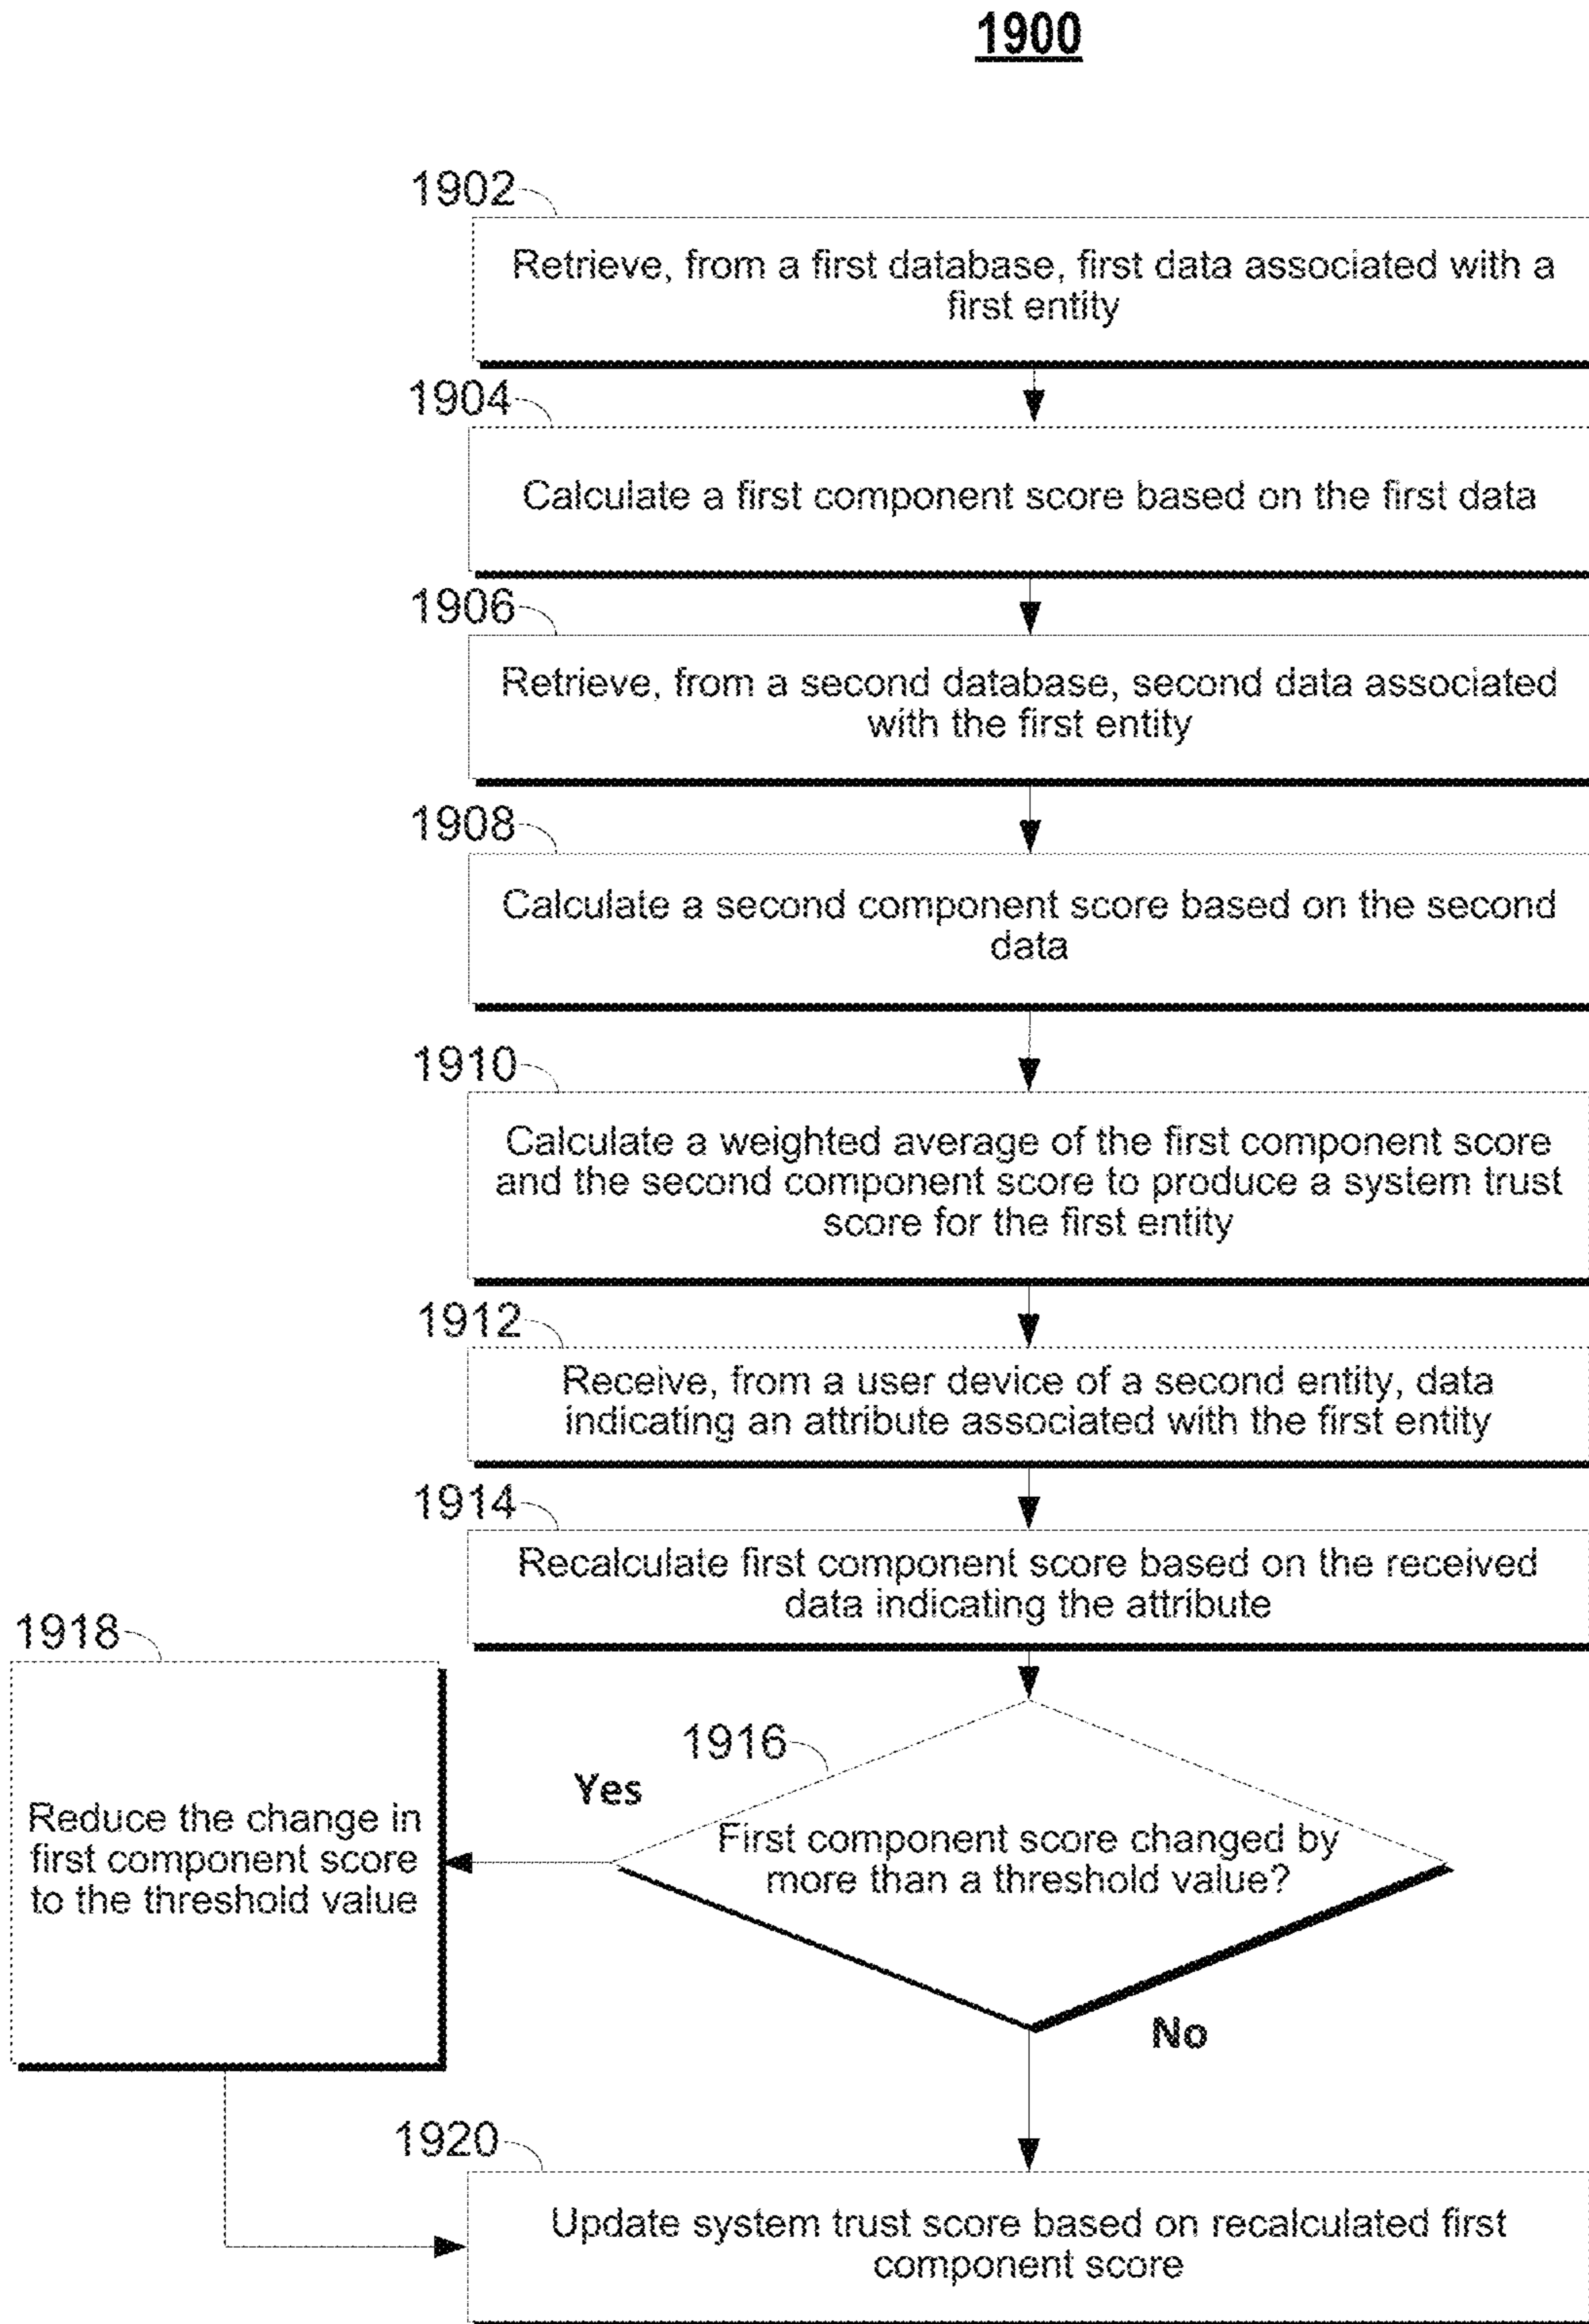 1900
1902
Retrieve, from a first database, first data associated with a
first entity
1904
Calculate a first component score based on the first data
1906
Retrieve, from a second database, second data associated
with the first entity
1908
Calculate a second component score based on the second
data
1910
Calculate a weighted average of the first component score
and the second component score to produce a system trust
score for the first entity
1912
Receive, from a user device of a second entity, data
indicating an attribute associated with the first entity
1914
Recalculate first component score based on the received
data indicating the attribute
1916
First component score changed by
more than a threshold value?
Yes
1918
Reduce the change in
first component score
to the threshold value
No
1920
Update system trust score based on recalculated first
component score